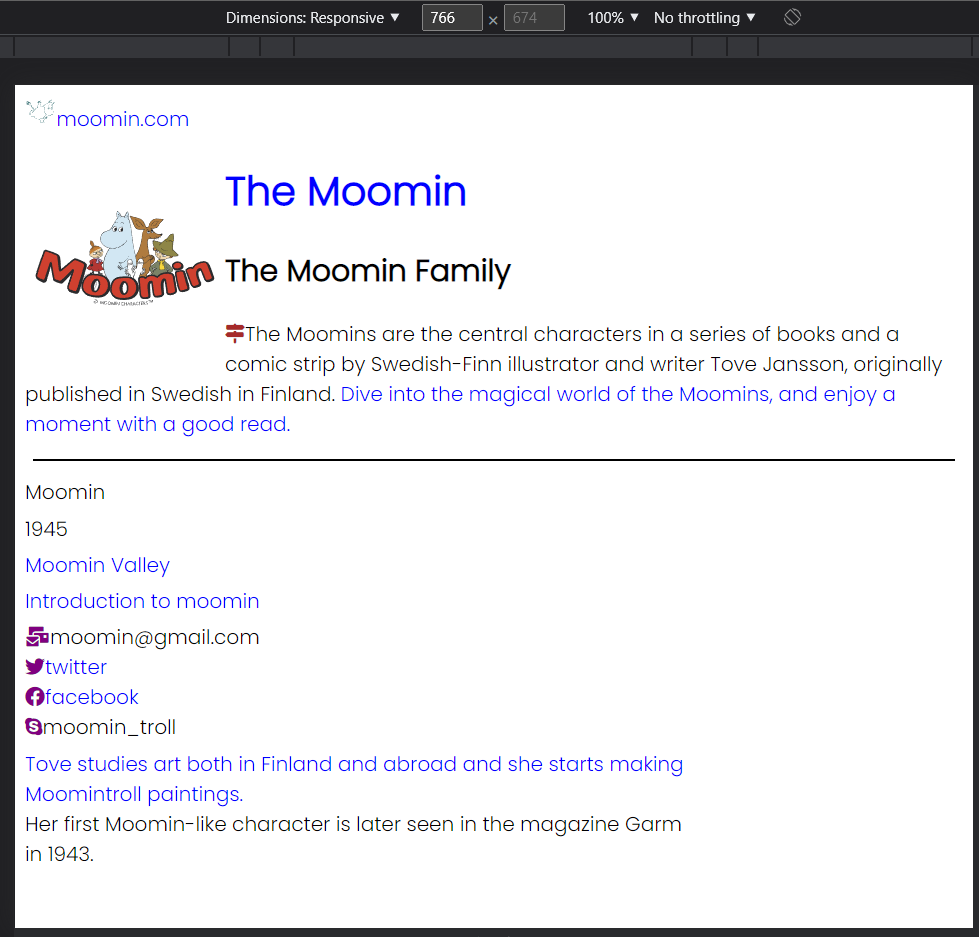 Dimensions: Responsive ▼ 766 × 674 100% ▼ No throttling ▼
moomin.com
The Moomin
Moomin
© MOOMIN CHARACTERS™
The Moomin Family
The Moomins are the central characters in a series of books and a
comic strip by Swedish-Finn illustrator and writer Tove Jansson, originally
published in Swedish in Finland. Dive into the magical world of the Moomins, and enjoy a
moment with a good read.
Moomin
1945
Moomin Valley
Introduction to moomin
moomin@gmail.com
twitter
facebook
moomin_troll
Tove studies art both in Finland and abroad and she starts making
Moomintroll paintings.
Her first Moomin-like character is later seen in the magazine Garm
in 1943.